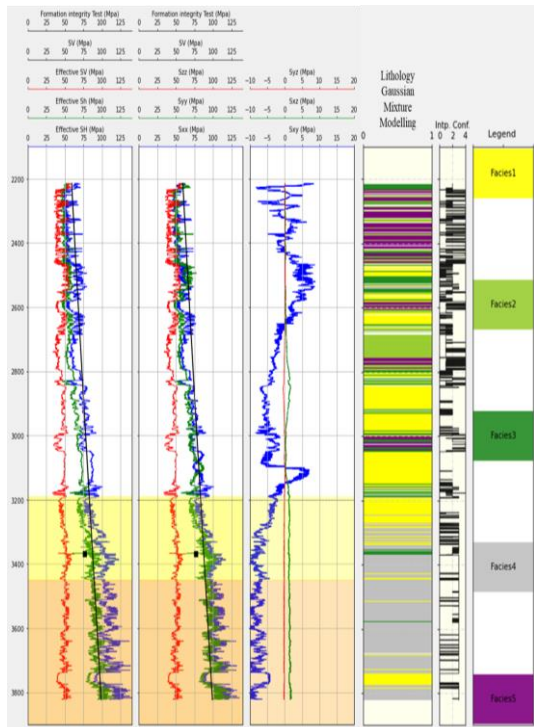 Formation integrity Test (Mpa)
0 25 50 75 100 125
SV (Mpa)
0 25 50 75 100 125
Effective SV (Mpa)
0 25 50 75 100 125
Effective Sh (Mpa)
0 25 50 75 100 125
Effective SH (Mpa)
0 25 50 75 100 125
Formation integrity Test (Mpa)
0 25 50 75 100 125
SV (Mpa)
0 25 50 75 100 125
Szz (Mpa)
0 25 50 75 100 125
Syy (Mpa)
0 25 50 75 100 125
Sxx (Mpa)
0 25 50 75 100 125
Syz (Mpa)
−10 −5 0 5 10 15 20
Sxz (Mpa)
−10 −5 0 5 10 15 20
Sxy (Mpa)
−10 −5 0 5 10 15 20
Lithology
Gaussian
Mixture
Modelling
0 1
Intp. Conf.
0 2 4
Legend
2200
2400
2600
2800
3000
3200
3400
3600
3800
Facies1
Facies2
Facies3
Facies4
Facies5